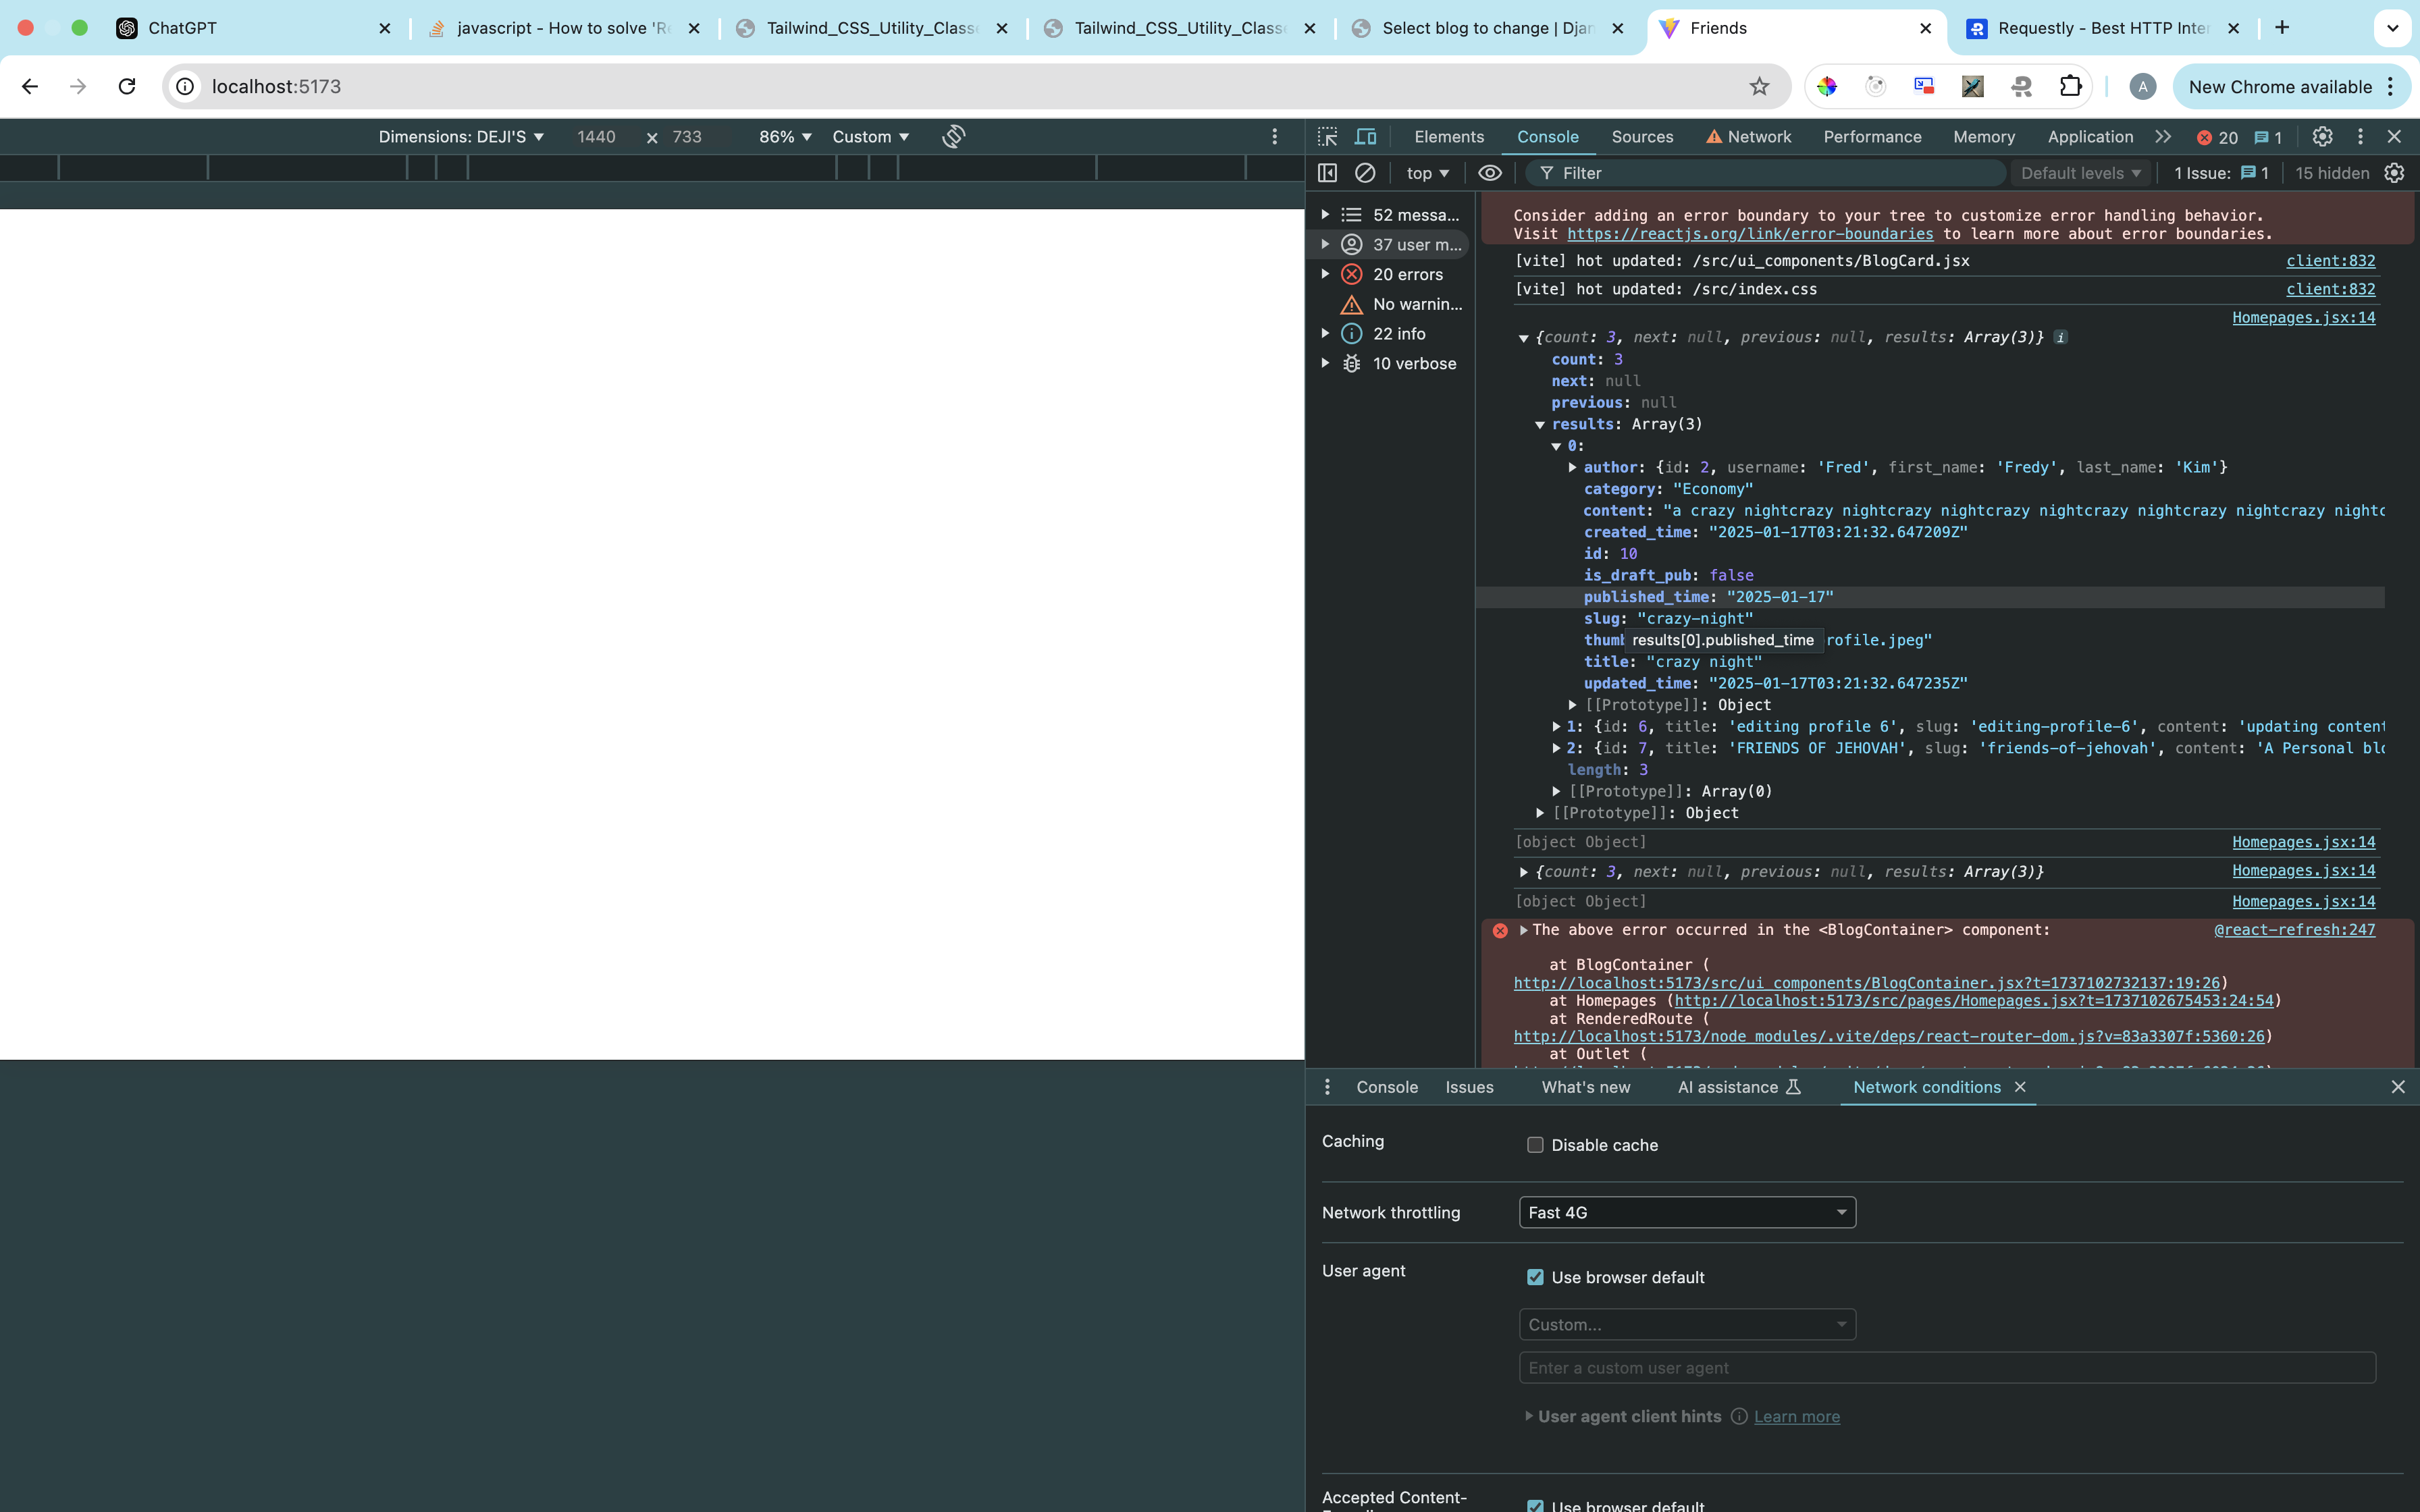 ChatGPT
javascript - How to solve 'Re
Tailwind_CSS_Utility_Classe
Tailwind_CSS_Utility_Classe
Select blog to change | Djan
Friends
Requestly - Best HTTP Inter
localhost:5173
A
New Chrome available
Dimensions: DEJI'S 1440 × 733 86% Custom
Elements Console Sources Network Performance Memory Application 20 1
top Filter Default levels 1 Issue: 1 15 hidden
52 messa...
37 user m...
20 errors
No warnin...
22 info
10 verbose
Consider adding an error boundary to your tree to customize error handling behavior.
Visit https://reactjs.org/link/error-boundaries to learn more about error boundaries.
[vite] hot updated: /src/ui_components/BlogCard.jsx client:832
[vite] hot updated: /src/index.css client:832
Homepages.jsx:14
{count: 3, next: null, previous: null, results: Array(3)} i
count: 3
next: null
previous: null
results: Array(3)
0:
author: {id: 2, username: 'Fred', first_name: 'Fredy', last_name: 'Kim'}
category: "Economy"
content: "a crazy nightcrazy nightcrazy nightcrazy nightcrazy nightcrazy nightcrazy nightc
created_time: "2025-01-17T03:21:32.647209Z"
id: 10
is_draft_pub: false
published_time: "2025-01-17"
slug: "crazy-night"
thumb results[0].published_time rofile.jpeg"
title: "crazy night"
updated_time: "2025-01-17T03:21:32.647235Z"
[[Prototype]]: Object
1: {id: 6, title: 'editing profile 6', slug: 'editing-profile-6', content: 'updating content
2: {id: 7, title: 'FRIENDS OF JEHOVAH', slug: 'friends-of-jehovah', content: 'A Personal blo
length: 3
[[Prototype]]: Array(0)
[[Prototype]]: Object
[object Object] Homepages.jsx:14
{count: 3, next: null, previous: null, results: Array(3)} Homepages.jsx:14
[object Object] Homepages.jsx:14
The above error occurred in the <BlogContainer> component: @react-refresh:247
at BlogContainer (
http://localhost:5173/src/ui_components/BlogContainer.jsx?t=1737102732137:19:26)
at Homepages (http://localhost:5173/src/pages/Homepages.jsx?t=1737102675453:24:54)
at RenderedRoute (
http://localhost:5173/node_modules/.vite/deps/react-router-dom.js?v=83a3307f:5360:26)
at Outlet (
Console Issues What's new AI assistance Network conditions
Caching Disable cache
Network throttling Fast 4G
User agent Use browser default
Custom...
Enter a custom user agent
User agent client hints Learn more
Accepted Content-
Use browser default